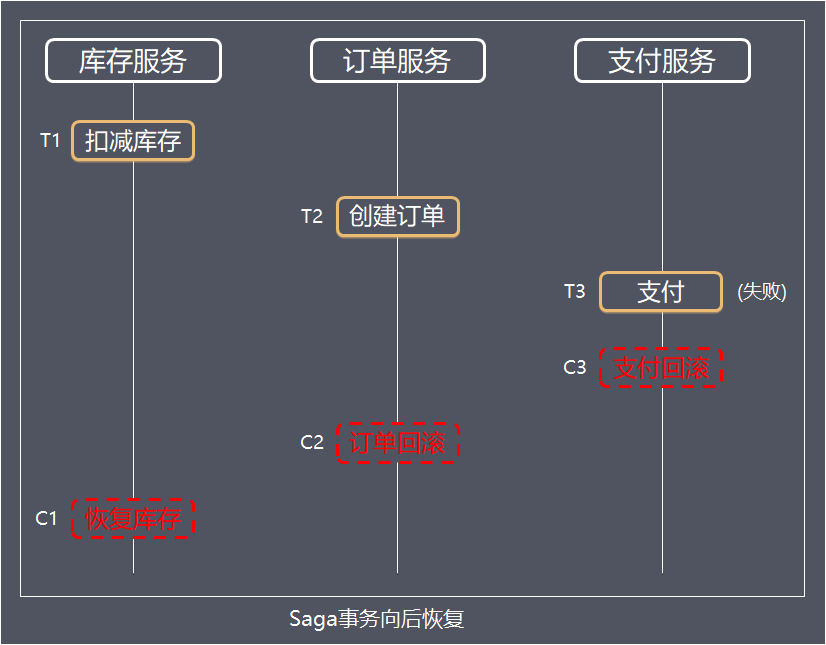 库存服务 订单服务 支付服务
T1 扣减库存
T2 创建订单
T3 支付 (失败)
C3 支付回滚
C2 订单回滚
C1 恢复库存
Saga事务向后恢复